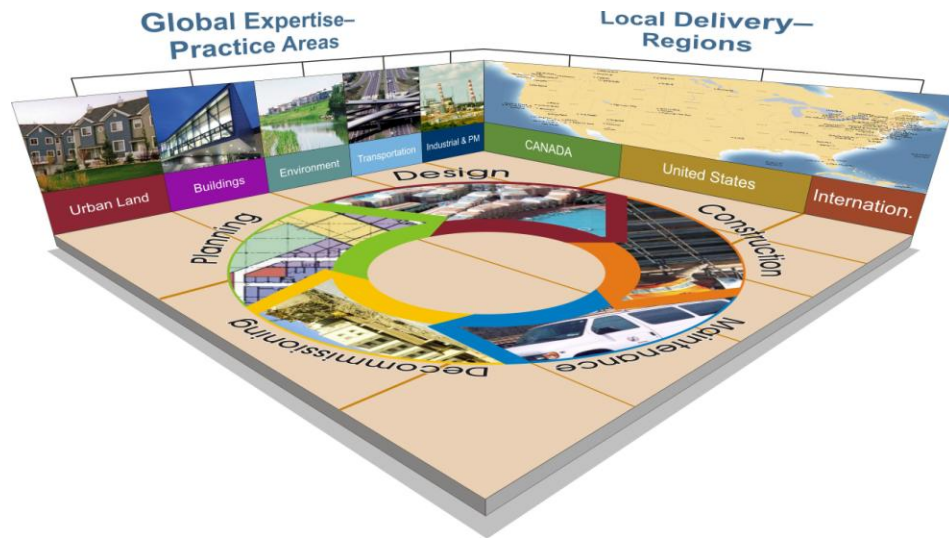 Global Expertise–
Practice Areas
Local Delivery—
Regions
Urban Land
Buildings
Environment
Transportation
Industrial & PM
CANADA
United States
Internation.
Planning
Design
Construction
Maintenance
Decommissioning